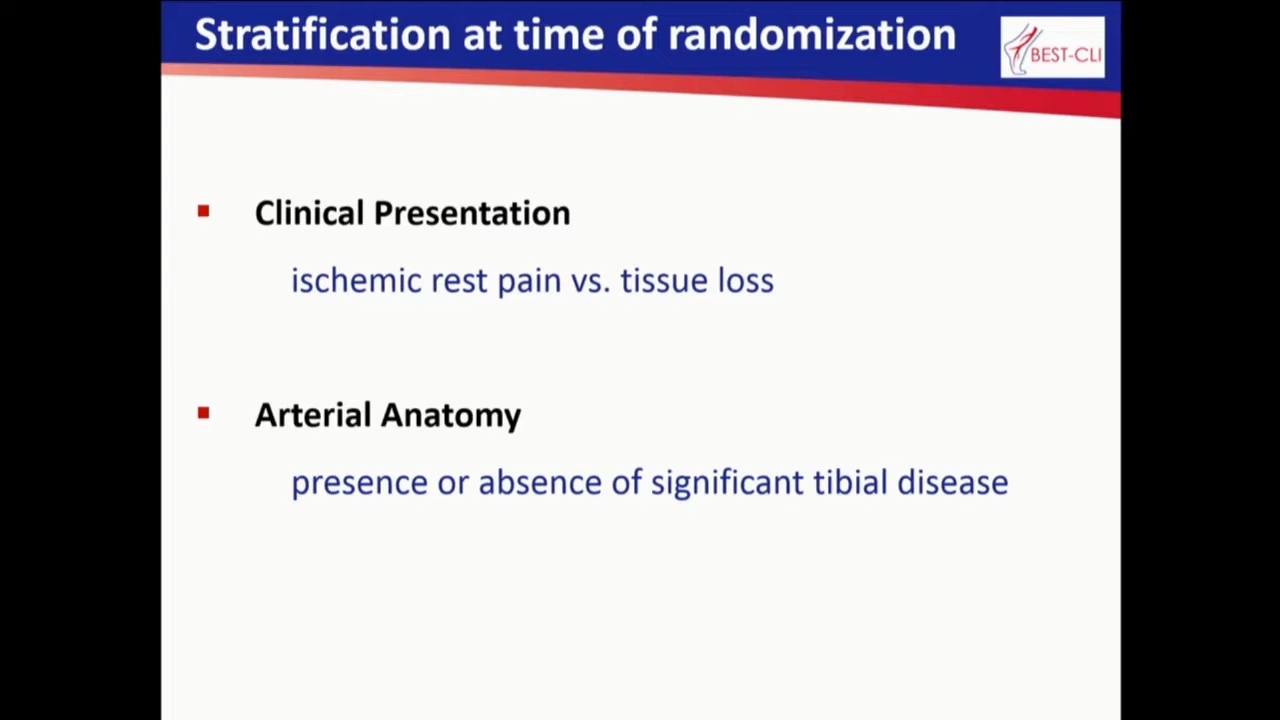 Stratification at time of randomization
BEST-CLI
Clinical Presentation
ischemic rest pain vs. tissue loss
Arterial Anatomy
presence or absence of significant tibial disease